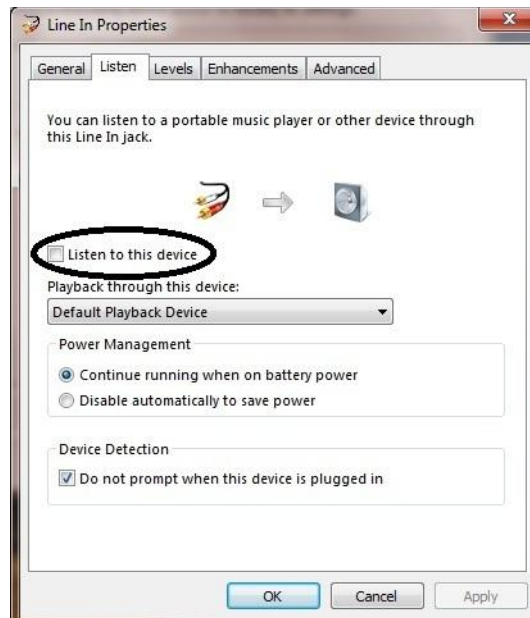 Line In Properties
General Listen Levels Enhancements Advanced
You can listen to a portable music player or other device through
this Line In jack.
Listen to this device
Playback through this device:
Default Playback Device
Power Management
Continue running when on battery power
Disable automatically to save power
Device Detection
Do not prompt when this device is plugged in
OK Cancel Apply